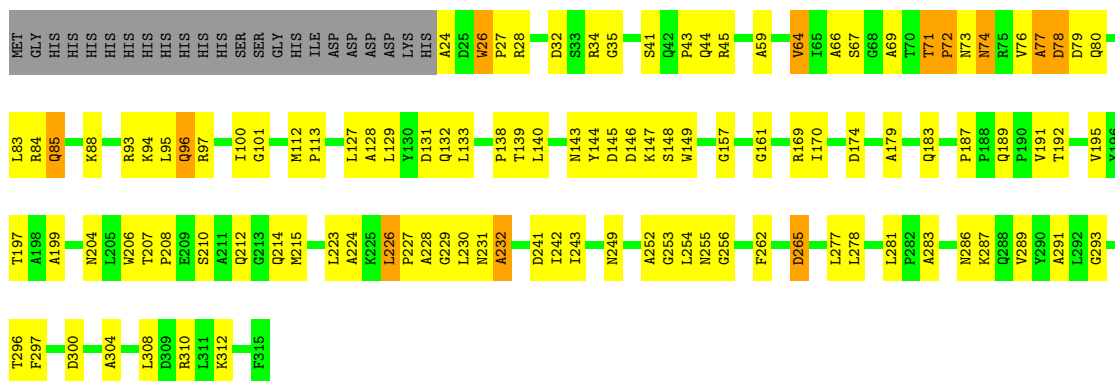 MET GLY HIS HIS HIS HIS HIS HIS HIS HIS HIS HIS SER SER GLY HIS ILE ASP ASP ASP ASP LYS HIS A24 D25 W26 P27 R28 D32 S33 R34 G35 S41 Q42 P43 Q44 R45 A59 V64 I65 A66 S67 G68 A69 T70 T71 P72 N73 N74 R75 V76 A77 D78 D79 Q80
L83 R84 Q85 K88 R93 K94 L95 Q96 R97 I100 G101 M112 P113 L127 A128 L129 Y130 D131 Q132 L133 P138 T139 L140 N143 Y144 D145 D146 K147 S148 W149 G157 G161 R169 I170 D174 A179 Q183 P187 P188 Q189 P190 V191 T192 V195 Y196
T197 A198 A199 N204 L205 W206 T207 P208 E209 S210 A211 Q212 G213 Q214 M215 L223 A224 K225 L226 P227 A228 G229 L230 N231 A232 D241 I242 I243 N249 A252 G253 L254 N255 G256 F262 D265 L277 L278 L281 P282 A283 N286 K287 Q288 V289 Y290 A291 L292 G293
T296 F297 D300 A304 L308 D309 R310 L311 K312 F315